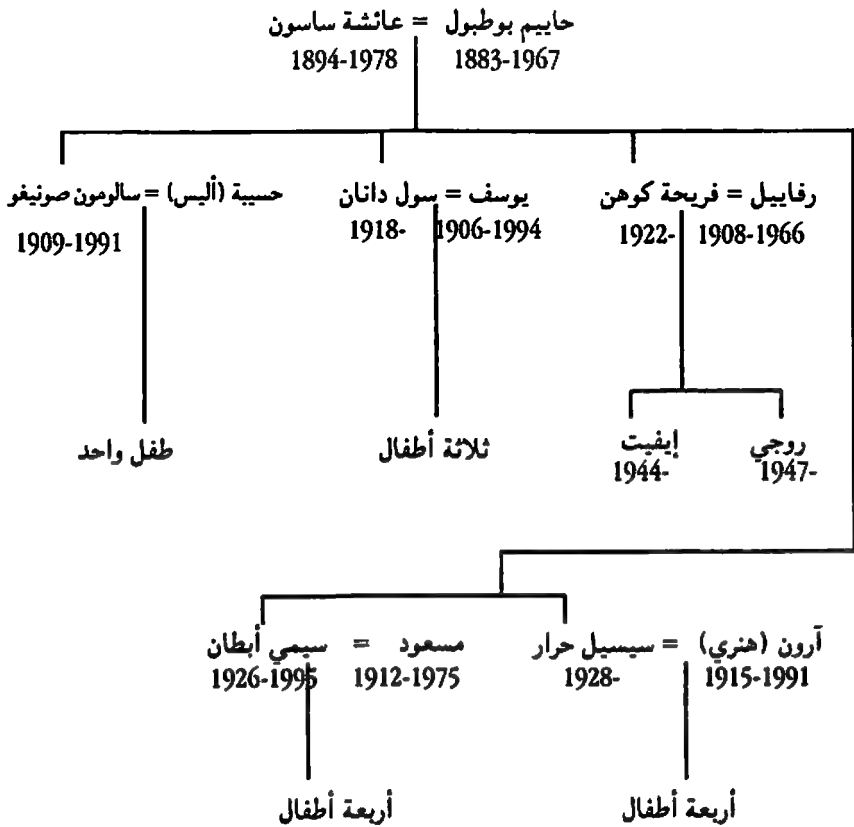 حاييم بوطبول = عائشة ساسون
1883-1967 1894-1978
رفاييل = فريحة كوهن
1908-1966 1922-
يوسف = سول دانان
1906-1994 1918-
حسيبة (أليس) = سالومون صونيغو
1909-1991
روجي
1947-
إيفيت
1944-
ثلاثة أطفال
طفل واحد
آرون (هنري) = سيسيل حرار
1915-1991 1928-
مسعود = سيمي أبطان
1912-1975 1926-1995
أربعة أطفال
أربعة أطفال